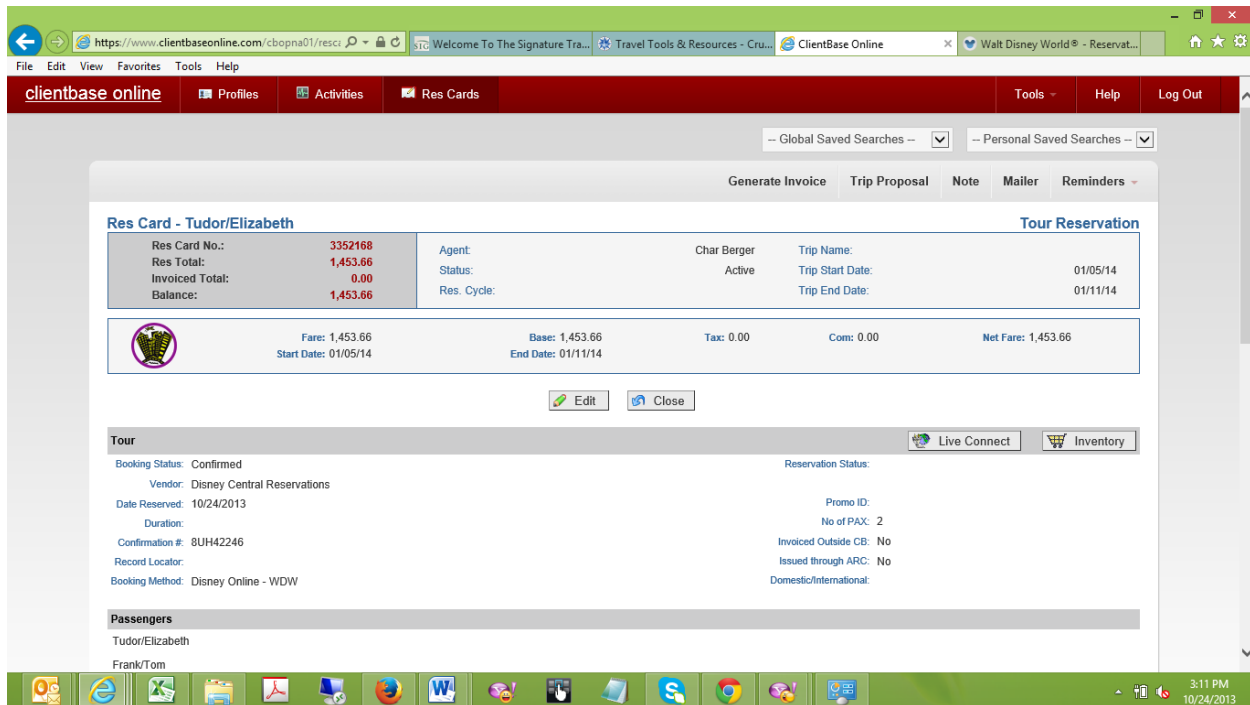 https://www.clientbaseonline.com/cbopna01/resca
Welcome To The Signature Tra...
Travel Tools & Resources - Cru...
ClientBase Online
Walt Disney World® - Reservat...
File Edit View Favorites Tools Help
clientbase online Profiles Activities Res Cards Tools Help Log Out
-- Global Saved Searches -- -- Personal Saved Searches --
Generate Invoice Trip Proposal Note Mailer Reminders
Res Card - Tudor/Elizabeth Tour Reservation
Res Card No.: 3352168 Agent: Char Berger Trip Name:
Res Total: 1,453.66 Status: Active Trip Start Date: 01/05/14
Invoiced Total: 0.00 Res. Cycle: Trip End Date: 01/11/14
Balance: 1,453.66
Fare: 1,453.66 Base: 1,453.66 Tax: 0.00 Com: 0.00 Net Fare: 1,453.66
Start Date: 01/05/14 End Date: 01/11/14
Edit Close
Tour Live Connect Inventory
Booking Status: Confirmed Reservation Status:
Vendor: Disney Central Reservations
Date Reserved: 10/24/2013 Promo ID:
Duration: No of PAX: 2
Confirmation #: 8UH42246 Invoiced Outside CB: No
Record Locator: Issued through ARC: No
Booking Method: Disney Online - WDW Domestic/International:
Passengers
Tudor/Elizabeth
Frank/Tom
3:11 PM
10/24/2013